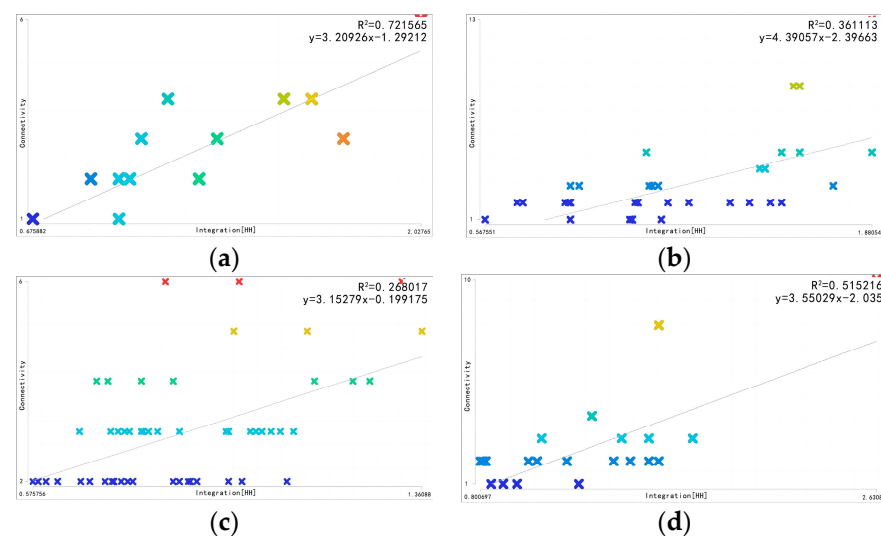 6
R²=0.721565
y=3.20926x-1.29212
Connectivity
1
0.675882
Integration[HH]
2.02765
(a)
13
R²=0.361113
y=4.39057x-2.39663
Connectivity
1
0.567551
Integration[HH]
1.88054
(b)
6
R²=0.268017
y=3.15279x-0.199175
Connectivity
2
0.575756
Integration[HH]
1.36088
(c)
10
R²=0.515216
y=3.55029x-2.035
Connectivity
1
0.800697
Integration[HH]
2.6308
(d)